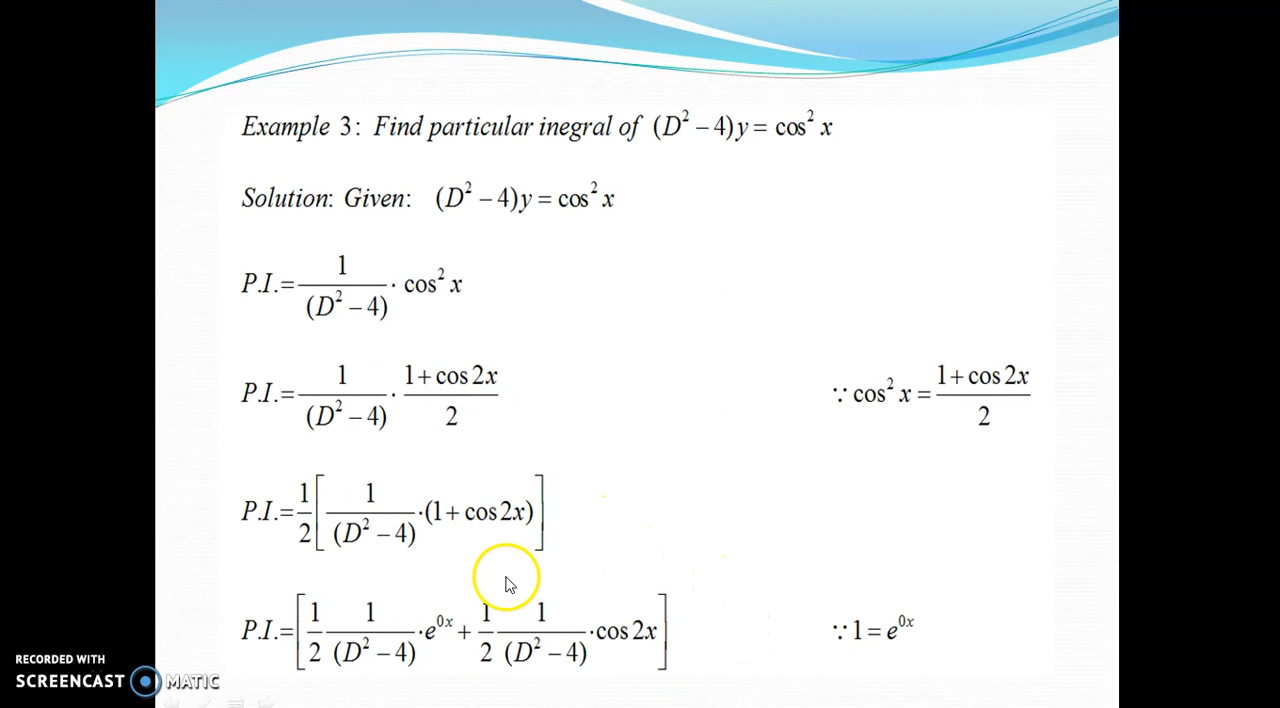 Example 3: Find particular inegral of (D² − 4)y = cos² x
Solution: Given: (D² − 4)y = cos² x
P.I.= 1/(D² − 4) · cos² x
P.I.= 1/(D² − 4) · (1+ cos 2x)/2 ∵ cos² x = (1+ cos 2x)/2
P.I.= 1/2 [ 1/(D² − 4) · (1+ cos 2x) ]
P.I.= [ 1/2 1/(D² − 4) · e⁰ˣ + 1/2 1/(D² − 4) · cos 2x ] ∵ 1 = e⁰ˣ
RECORDED WITH
SCREENCAST MATIC